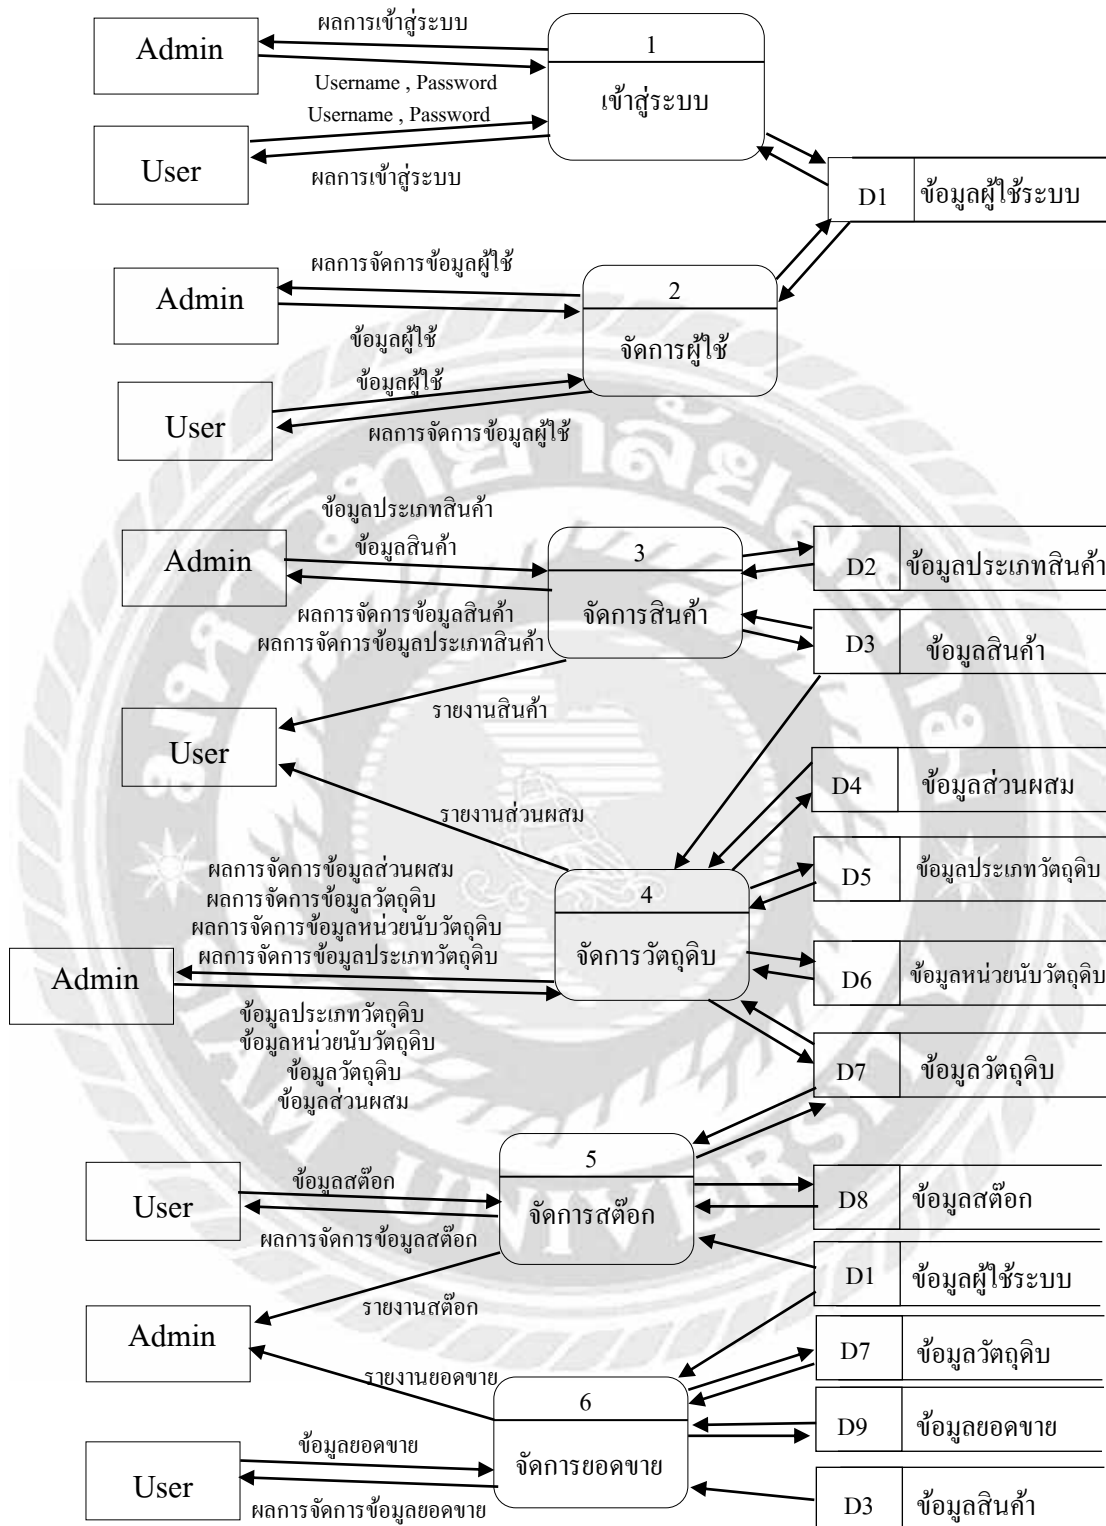 ผลการเข้าสู่ระบบ
Admin
1
Username , Password
เข้าสู่ระบบ
Username , Password
User
ผลการเข้าสู่ระบบ
D1
ข้อมูลผู้ใช้ระบบ
ผลการจัดการข้อมูลผู้ใช้
Admin
2
ข้อมูลผู้ใช้
จัดการผู้ใช้
ข้อมูลผู้ใช้
User
ผลการจัดการข้อมูลผู้ใช้
ข้อมูลประเภทสินค้า
Admin
ข้อมูลสินค้า
3
D2
ข้อมูลประเภทสินค้า
ผลการจัดการข้อมูลสินค้า
จัดการสินค้า
ผลการจัดการข้อมูลประเภทสินค้า
D3
ข้อมูลสินค้า
รายงานสินค้า
User
D4
ข้อมูลส่วนผสม
รายงานส่วนผสม
ผลการจัดการข้อมูลส่วนผสม
ผลการจัดการข้อมูลวัตถุดิบ
ผลการจัดการข้อมูลหน่วยนับวัตถุดิบ
ผลการจัดการข้อมูลประเภทวัตถุดิบ
4
จัดการวัตถุดิบ
D5
ข้อมูลประเภทวัตถุดิบ
Admin
D6
ข้อมูลหน่วยนับวัตถุดิบ
ข้อมูลประเภทวัตถุดิบ
ข้อมูลหน่วยนับวัตถุดิบ
ข้อมูลวัตถุดิบ
ข้อมูลส่วนผสม
D7
ข้อมูลวัตถุดิบ
5
จัดการสต๊อก
ข้อมูลสต๊อก
User
ผลการจัดการข้อมูลสต๊อก
D8
ข้อมูลสต๊อก
D1
ข้อมูลผู้ใช้ระบบ
รายงานสต๊อก
Admin
D7
ข้อมูลวัตถุดิบ
รายงานยอดขาย
6
จัดการยอดขาย
D9
ข้อมูลยอดขาย
ข้อมูลยอดขาย
User
ผลการจัดการข้อมูลยอดขาย
D3
ข้อมูลสินค้า
มหาวิทยาลัยสยาม
SIAM UNIVERSITY